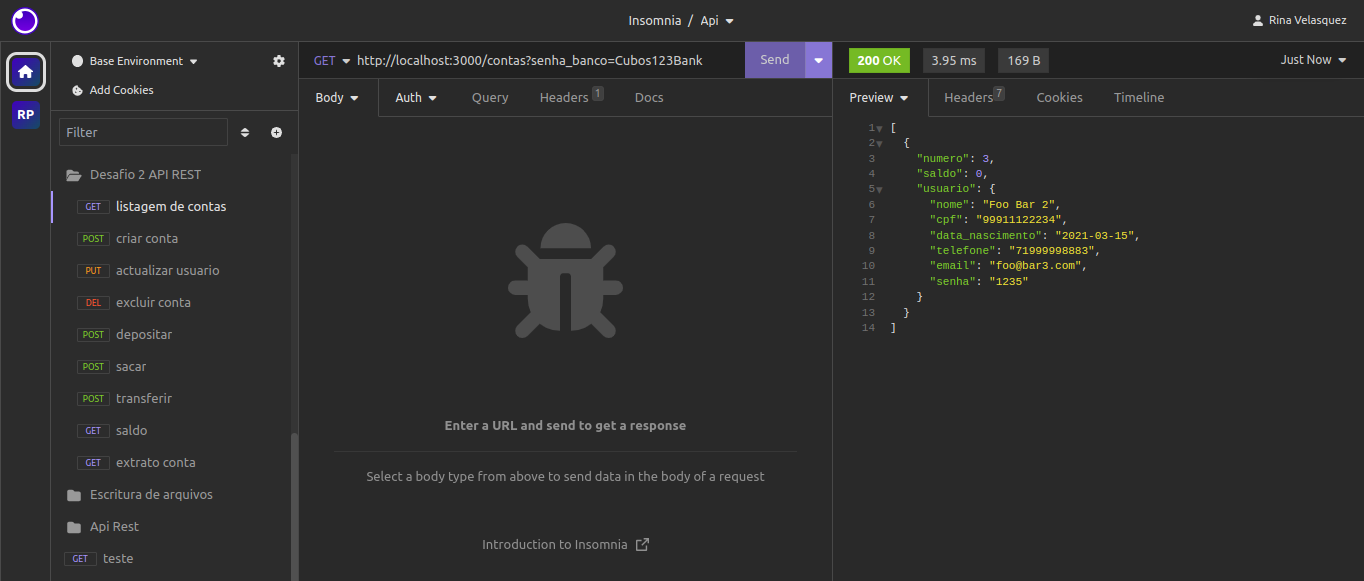 Insomnia / Api
Rina Velasquez
RP
Base Environment
Add Cookies
Filter
Desafio 2 API REST
GET listagem de contas
POST criar conta
PUT actualizar usuario
DEL excluir conta
POST depositar
POST sacar
POST transferir
GET saldo
GET extrato conta
Escritura de arquivos
Api Rest
GET teste
GET http://localhost:3000/contas?senha_banco=Cubos123Bank Send
Body Auth Query Headers 1 Docs
Enter a URL and send to get a response
Select a body type from above to send data in the body of a request
Introduction to Insomnia
200 OK 3.95 ms 169 B Just Now
Preview Headers 7 Cookies Timeline
1 [
2 {
3 "numero": 3,
4 "saldo": 0,
5 "usuario": {
6 "nome": "Foo Bar 2",
7 "cpf": "99911122234",
8 "data_nascimento": "2021-03-15",
9 "telefone": "71999998883",
10 "email": "foo@bar3.com",
11 "senha": "1235"
12 }
13 }
14 ]